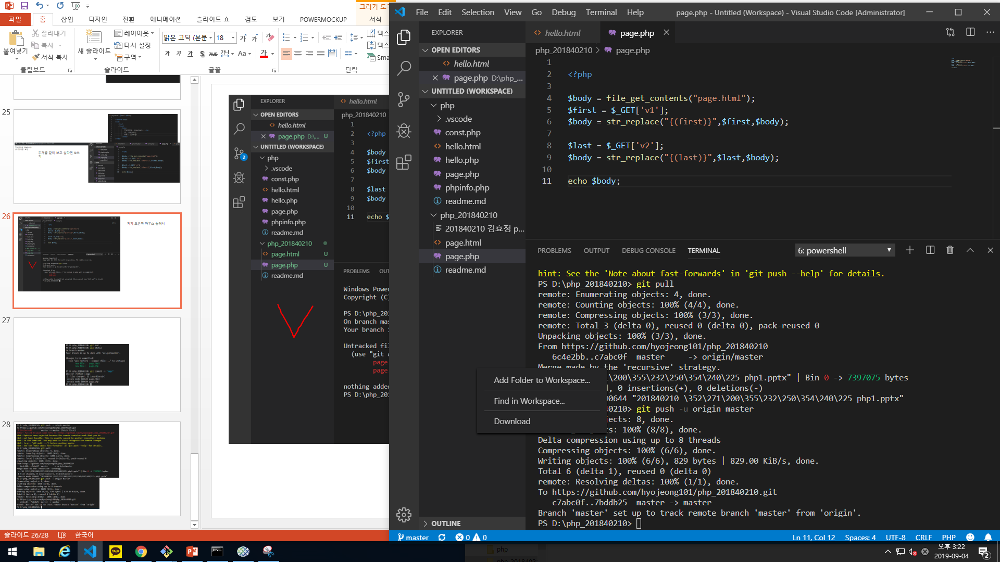 그리기 도구
파일 홈 삽입 디자인 전환 애니메이션 슬라이드 쇼 검토 보기 POWERMOCKUP 서식
붙여넣기
잘라내기
복사
서식 복사
클립보드
새 슬라이드
레이아웃
다시 설정
구역
슬라이드
맑은 고딕 (본문
18
글꼴
단락
25
26
저기 오른쪽 마우스 눌러서
27
28
EXPLORER
OPEN EDITORS
hello.html
page.php D:\... U
UNTITLED (WORKSPACE)
php
.vscode
const.php
hello.html
hello.php
page.php
phpinfo.php
readme.md
php_201840210
page.html U
page.php U
readme.md
hello.html
php_201840210
1
2 <?php
3
4 $body
5 $first
6 $body
7
8 $last
9 $body
10
11 echo $
PROBLEMS OU
Windows Power
Copyright (C)
PS D:\php_201
On branch mas
Your branch i
Untracked fil
(use "git a
page
page
nothing added
PS D:\php_201
슬라이드 26/28 한국어
File Edit Selection View Go Debug Terminal Help
page.php - Untitled (Workspace) - Visual Studio Code [Administrator]
EXPLORER
OPEN EDITORS
hello.html
page.php D:\php_...
UNTITLED (WORKSPACE)
php
.vscode
const.php
hello.html
hello.php
page.php
phpinfo.php
readme.md
php_201840210
201840210 김효정 p...
page.html
page.php
readme.md
OUTLINE
hello.html page.php
php_201840210 > page.php
1
2 <?php
3
4 $body = file_get_contents("page.html");
5 $first = $_GET['v1'];
6 $body = str_replace("{(first)}",$first,$body);
7
8 $last = $_GET['v2'];
9 $body = str_replace("{(last)}",$last,$body);
10
11 echo $body;
PROBLEMS OUTPUT DEBUG CONSOLE TERMINAL 6: powershell
hint: See the 'Note about fast-forwards' in 'git push --help' for details.
PS D:\php_201840210> git pull
remote: Enumerating objects: 4, done.
remote: Counting objects: 100% (4/4), done.
remote: Compressing objects: 100% (3/3), done.
remote: Total 3 (delta 0), reused 0 (delta 0), pack-reused 0
Unpacking objects: 100% (3/3), done.
From https://github.com/hyojeong101/php_201840210
6c4e2bb..c7abc0f master -> origin/master
Merge made by the 'recursive' strategy.
\200\355\232\250\354\240\225 php1.pptx" | Bin 0 -> 7397075 bytes
, 0 insertions(+), 0 deletions(-)
00644 "201840210 \352\271\200\355\232\250\354\240\225 php1.pptx"
40210> git push -u origin master
jects: 8, done.
s: 100% (8/8), done.
Delta compression using up to 8 threads
Compressing objects: 100% (6/6), done.
Writing objects: 100% (6/6), 829 bytes | 829.00 KiB/s, done.
Total 6 (delta 1), reused 0 (delta 0)
remote: Resolving deltas: 100% (1/1), done.
To https://github.com/hyojeong101/php_201840210.git
c7abc0f..7bddb25 master -> master
Branch 'master' set up to track remote branch 'master' from 'origin'.
PS D:\php_201840210>
Add Folder to Workspace...
Find in Workspace...
Download
master 0 0 Ln 11, Col 12 Spaces: 4 UTF-8 CRLF PHP
php
오후 3:22
2019-09-04
2